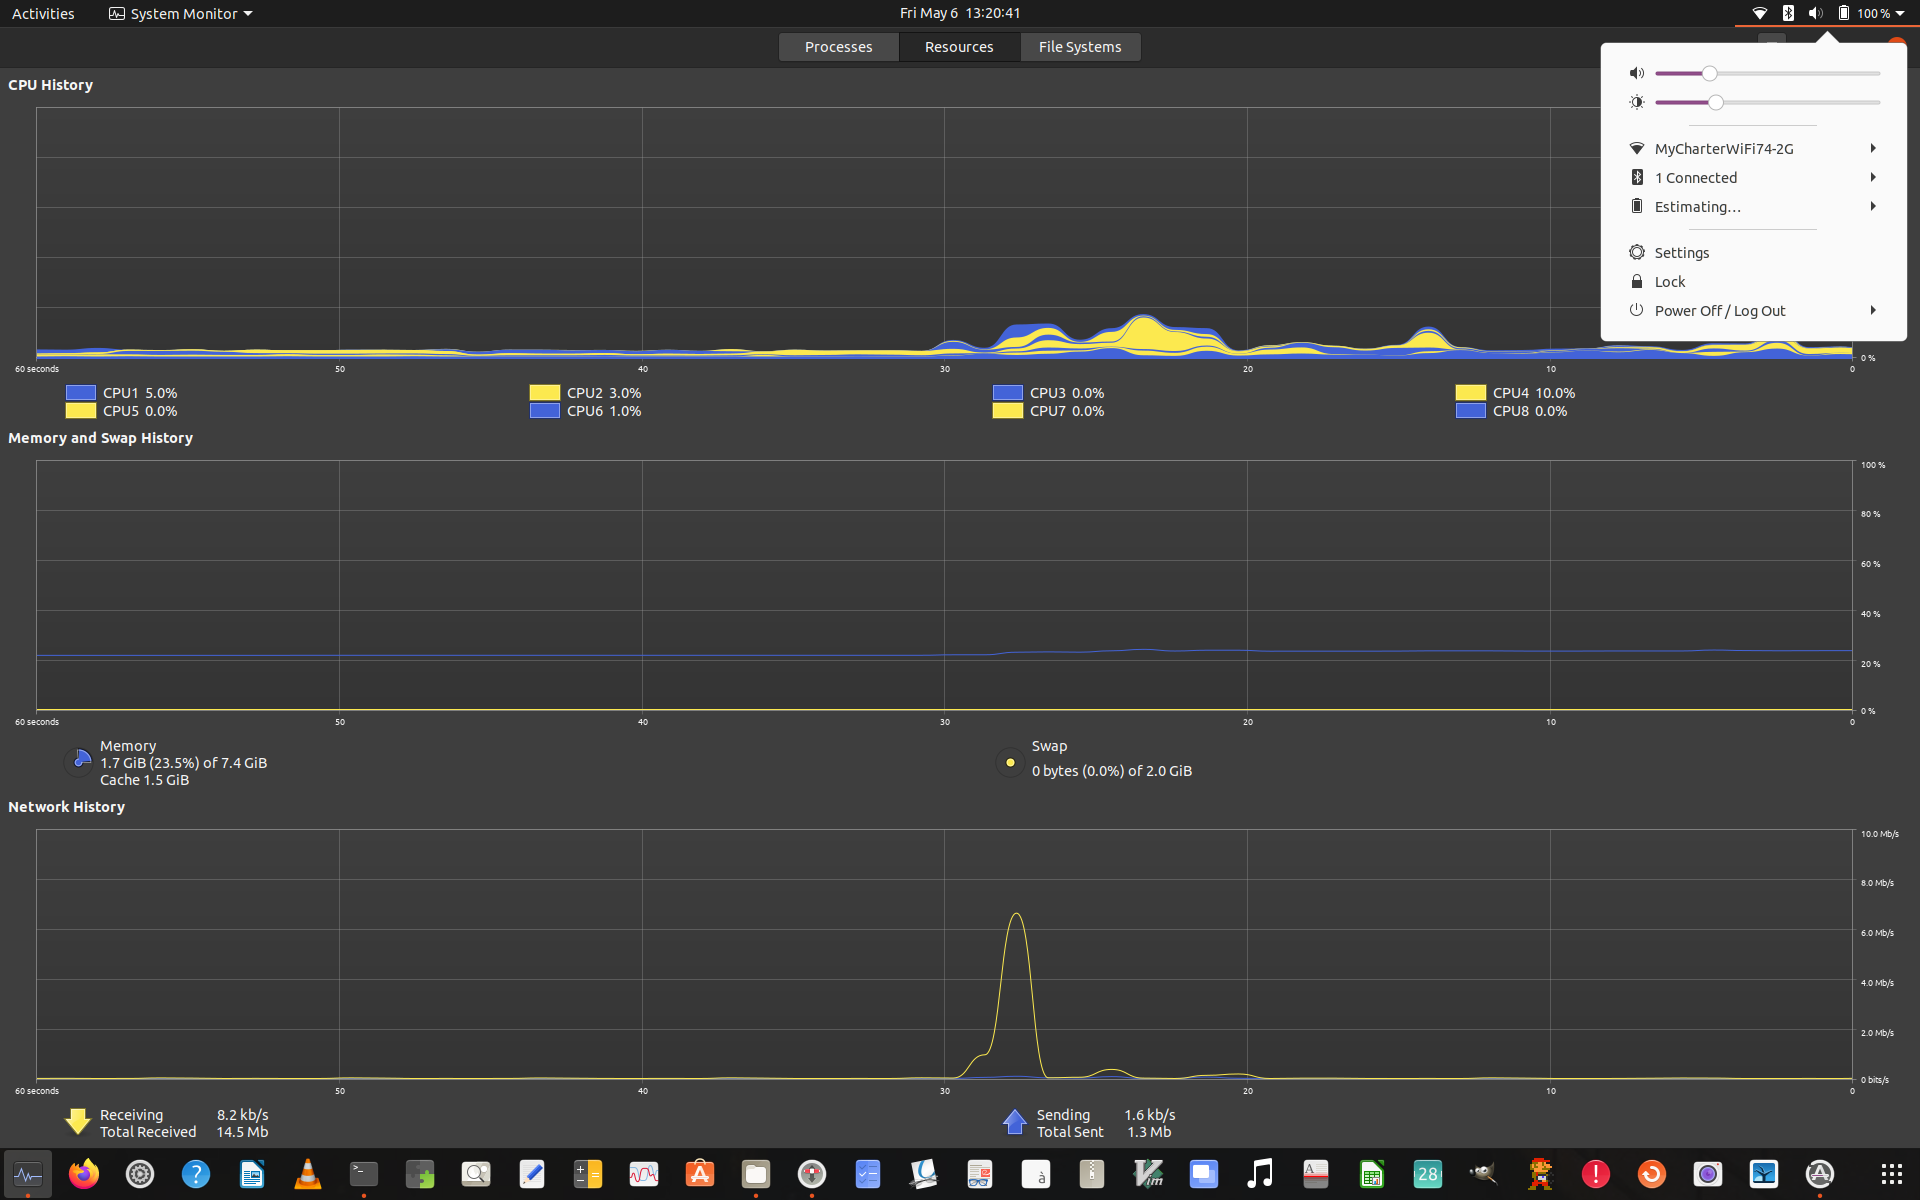 Activities
System Monitor
Fri May 6 13:20:41
100 %
Processes
Resources
File Systems
MyCharterWiFi74-2G
1 Connected
Estimating…
Settings
Lock
Power Off / Log Out
CPU History
0 %
60 seconds 50 40 30 20 10 0
CPU1 5.0% CPU2 3.0% CPU3 0.0% CPU4 10.0%
CPU5 0.0% CPU6 1.0% CPU7 0.0% CPU8 0.0%
Memory and Swap History
100 %
80 %
60 %
40 %
20 %
0 %
60 seconds 50 40 30 20 10 0
Memory
1.7 GiB (23.5%) of 7.4 GiB
Cache 1.5 GiB
Swap
0 bytes (0.0%) of 2.0 GiB
Network History
10.0 Mb/s
8.0 Mb/s
6.0 Mb/s
4.0 Mb/s
2.0 Mb/s
0 bits/s
60 seconds 50 40 30 20 10 0
Receiving 8.2 kb/s
Total Received 14.5 Mb
Sending 1.6 kb/s
Total Sent 1.3 Mb
?
>_
à
Vim
A
28
!